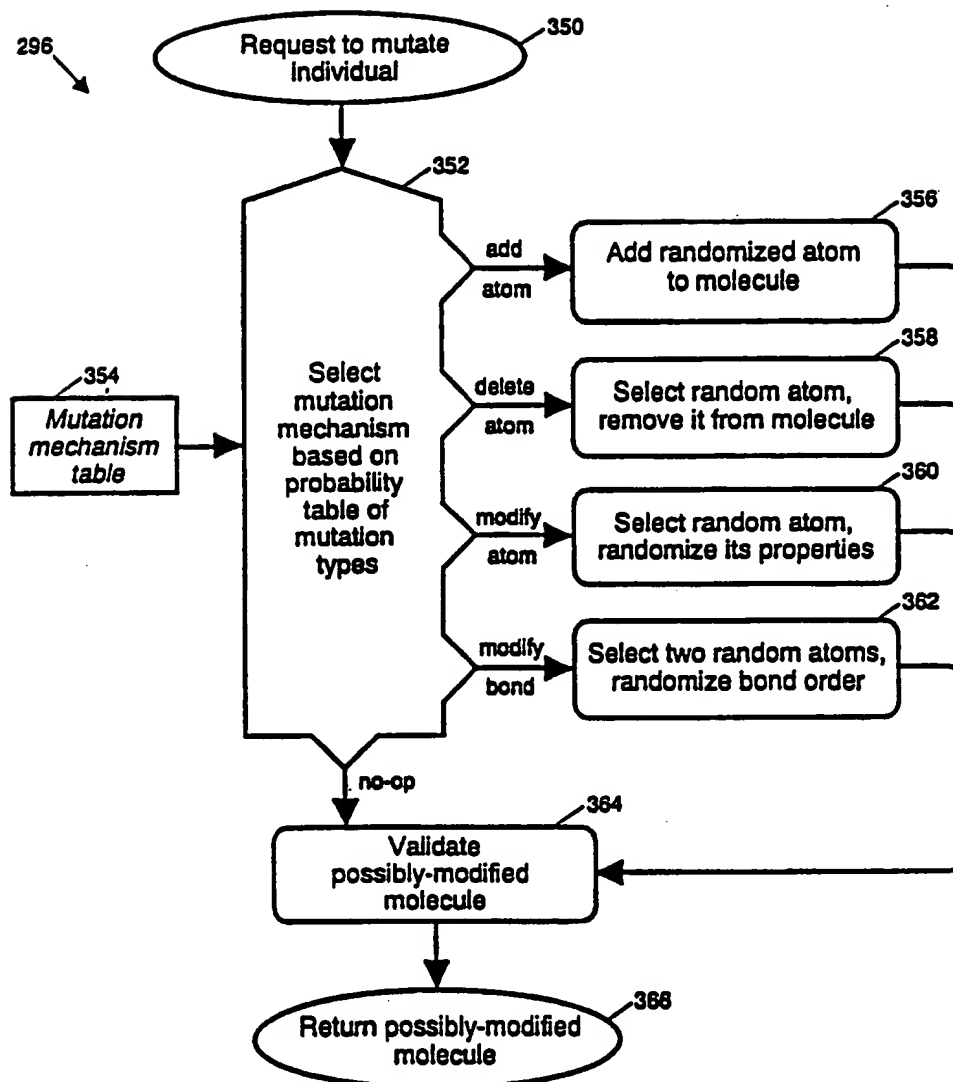 350
Request to mutate
individual
296
352
356
add
atom
Add randomized atom
to molecule
358
354
Select
mutation
mechanism
based on
probability
table of
mutation
types
delete
atom
Select random atom,
remove it from molecule
Mutation
mechanism
table
360
modify
atom
Select random atom,
randomize its properties
362
modify
bond
Select two random atoms,
randomize bond order
no-op
364
Validate
possibly-modified
molecule
366
Return possibly-modified
molecule